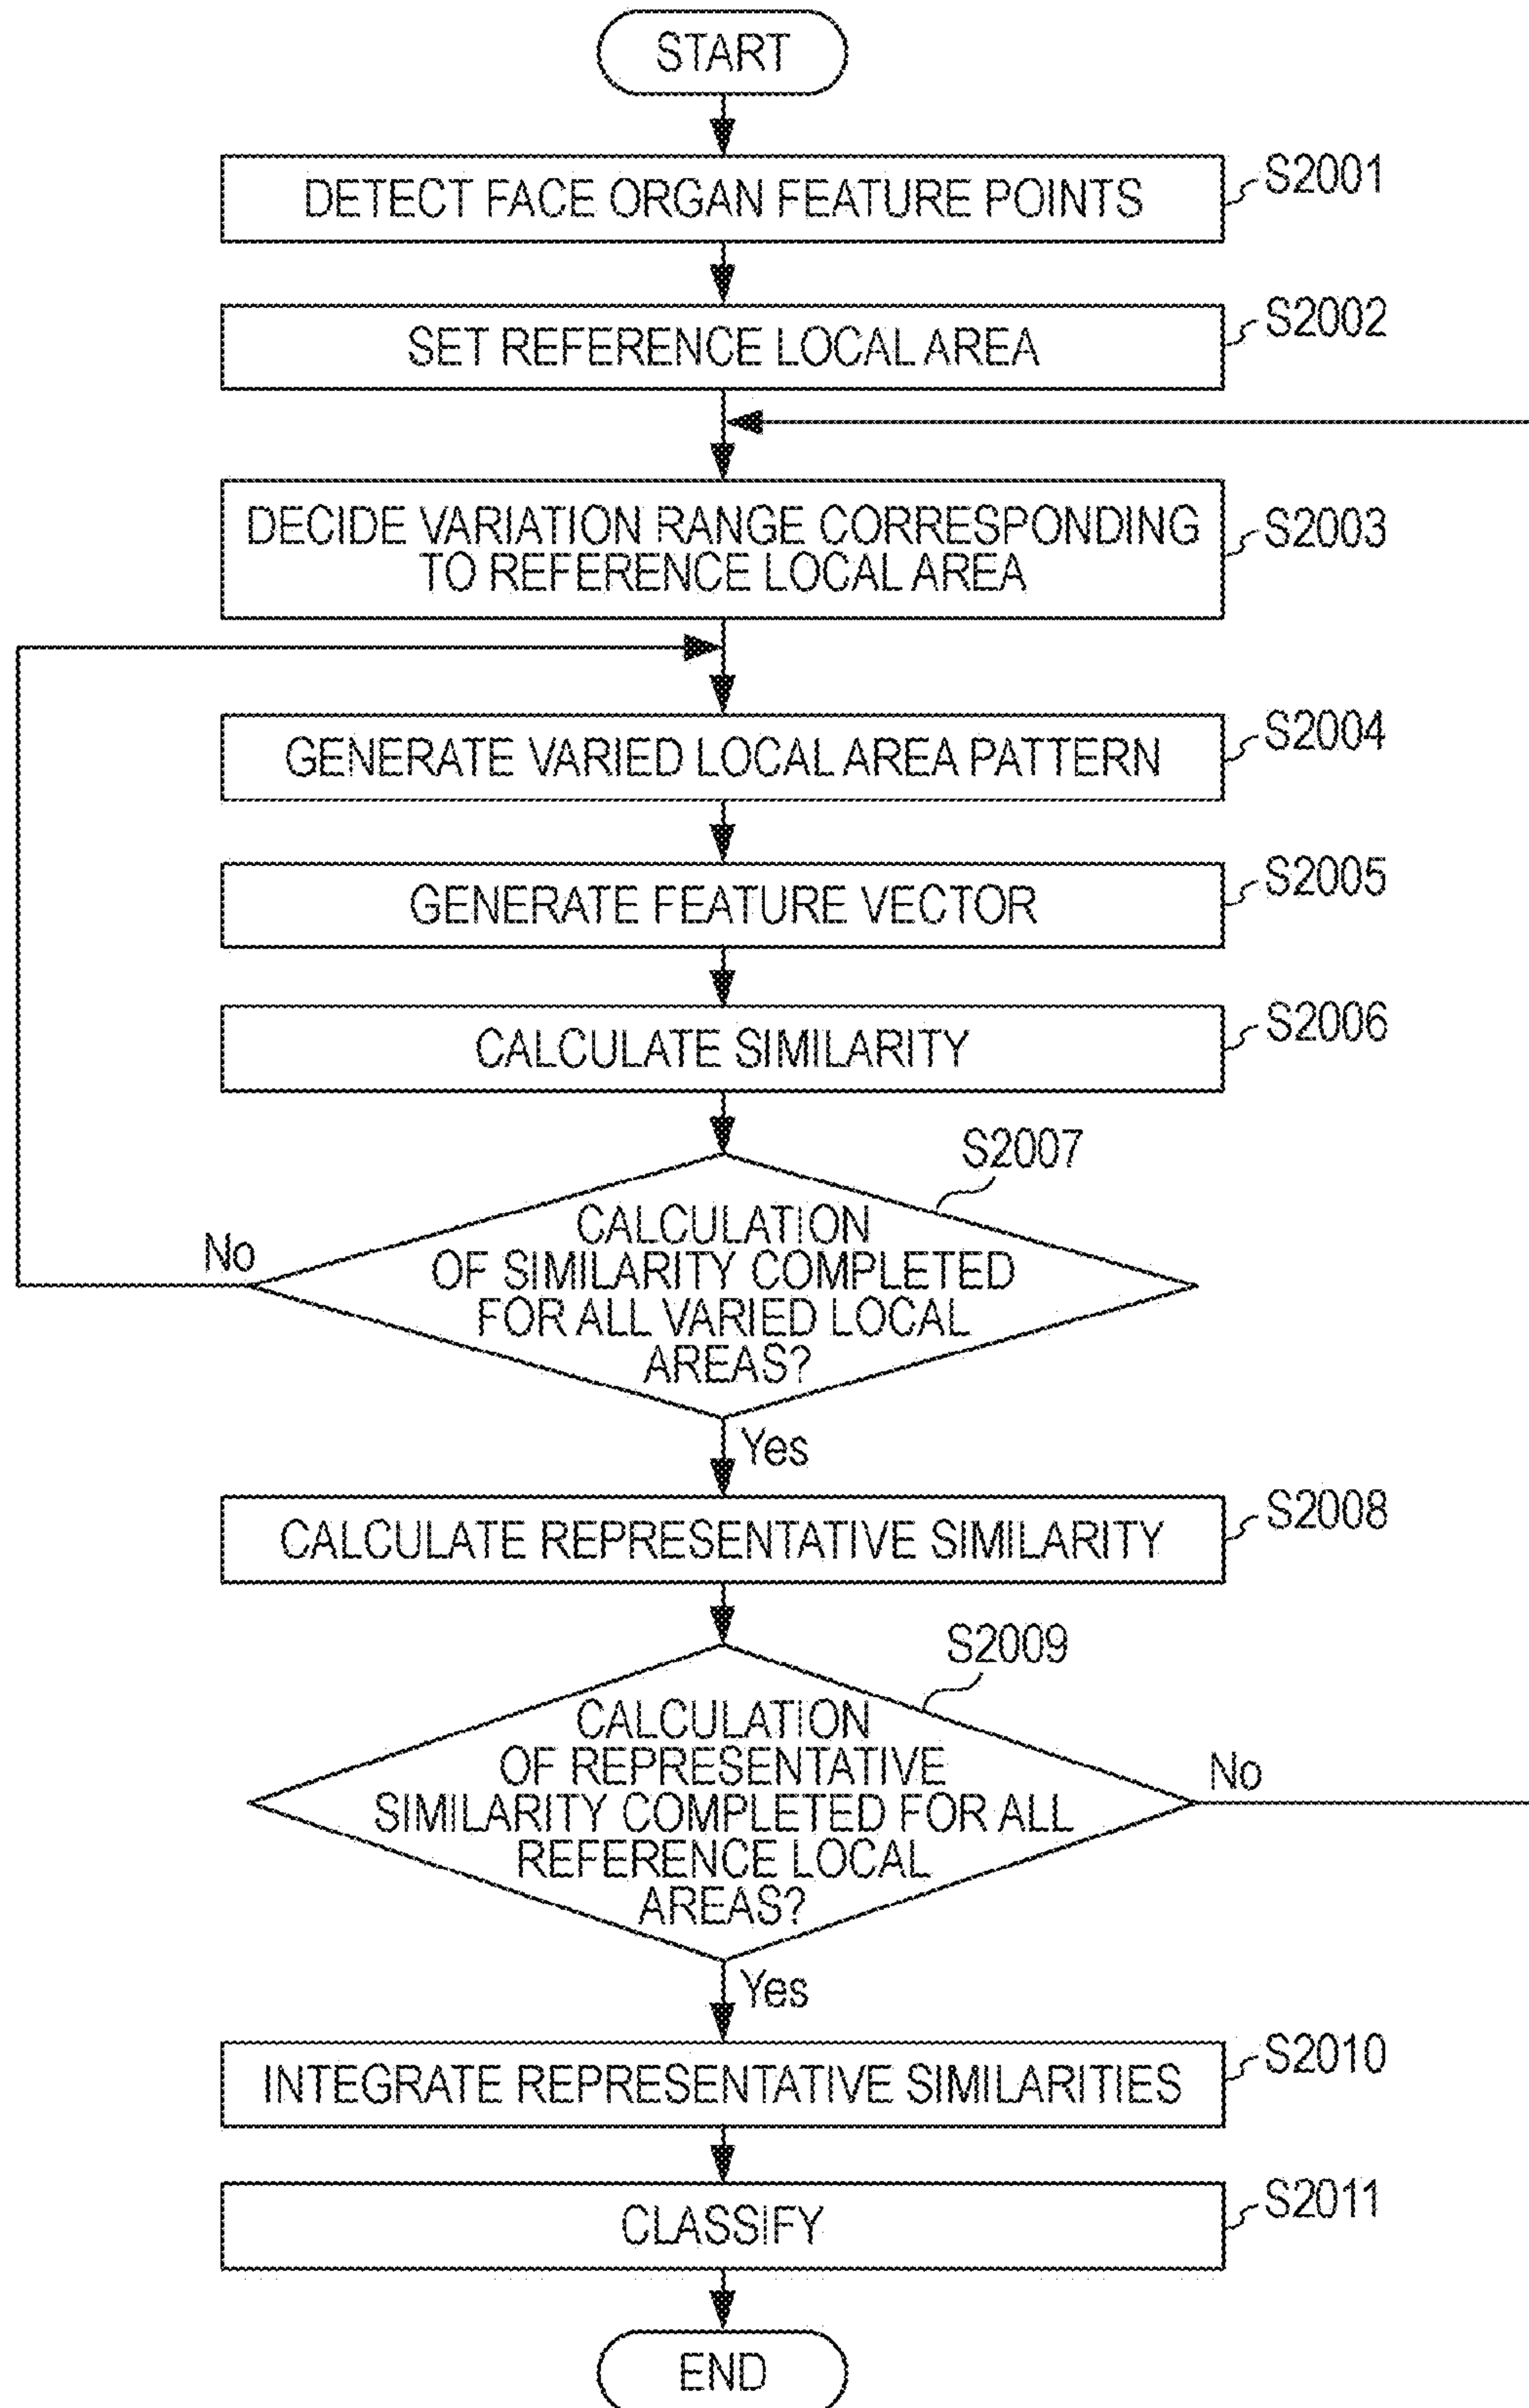 START
DETECT FACE ORGAN FEATURE POINTS
S2001
SET REFERENCE LOCAL AREA
S2002
DECIDE VARIATION RANGE CORRESPONDING
TO REFERENCE LOCAL AREA
S2003
GENERATE VARIED LOCAL AREA PATTERN
S2004
GENERATE FEATURE VECTOR
S2005
CALCULATE SIMILARITY
S2006
S2007
CALCULATION
OF SIMILARITY COMPLETED
FOR ALL VARIED LOCAL
AREAS?
No
Yes
CALCULATE REPRESENTATIVE SIMILARITY
S2008
S2009
CALCULATION
OF REPRESENTATIVE
SIMILARITY COMPLETED FOR ALL
REFERENCE LOCAL
AREAS?
No
Yes
INTEGRATE REPRESENTATIVE SIMILARITIES
S2010
CLASSIFY
S2011
END